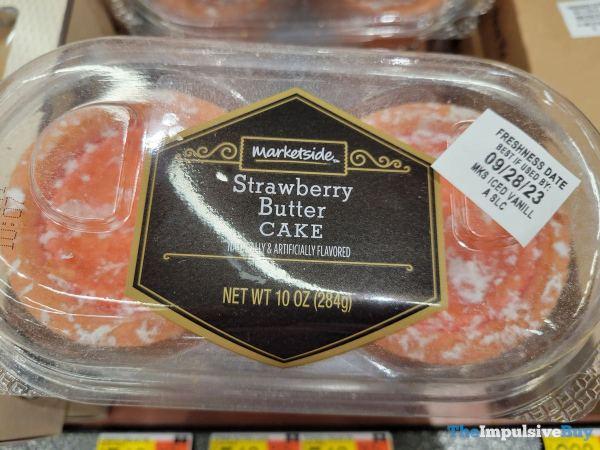 Marketside
Strawberry
Butter
CAKE
NATURALLY & ARTIFICIALLY FLAVORED
NET WT 10 OZ (284g)
FRESHNESS DATE
BEST IF USED BY:
09/28/23
MKS ICED VANILL
A SLC
TheImpulsiveBuy